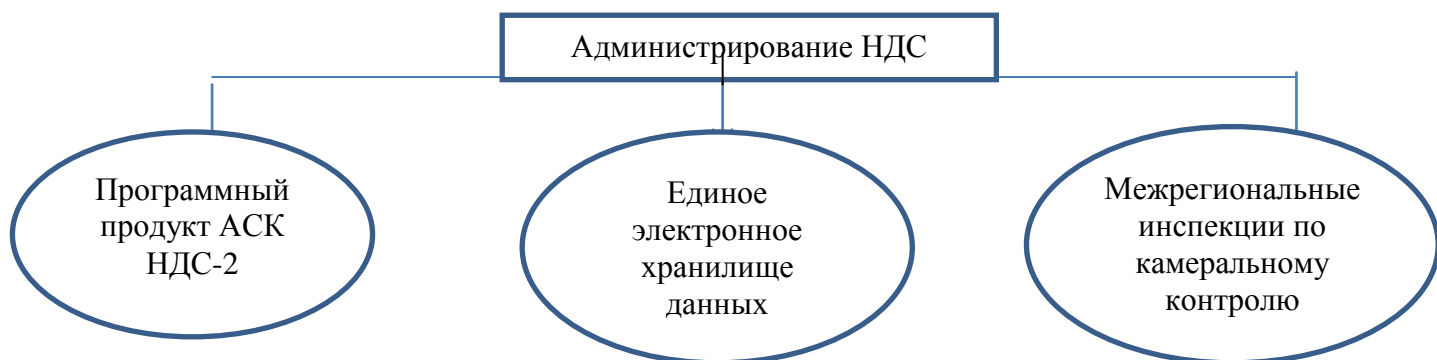 Администрирование НДС
Программный
продукт АСК
НДС-2
Единое
электронное
хранилище
данных
Межрегиональные
инспекции по
камеральному
контролю